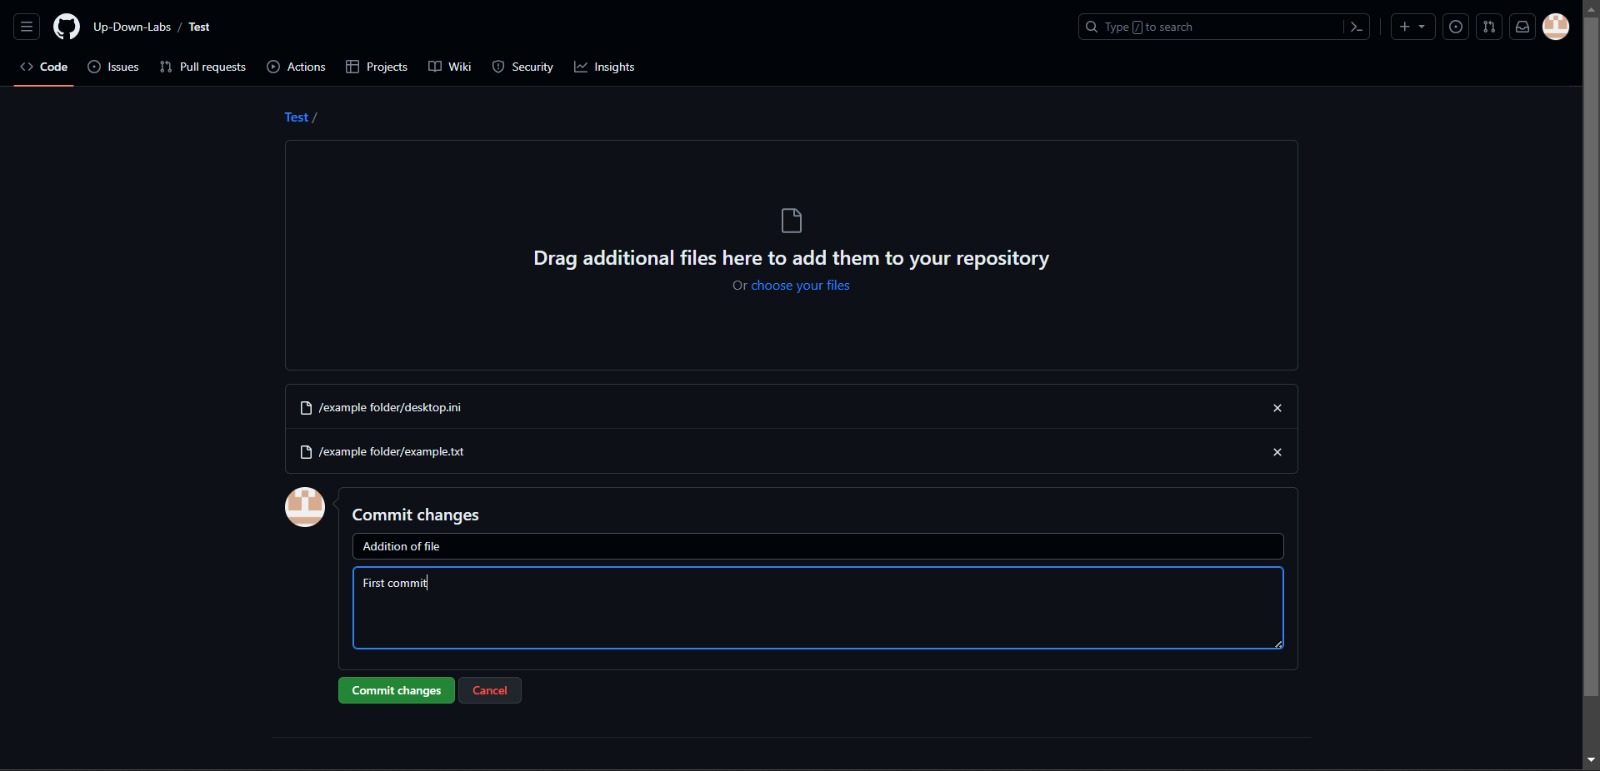 Up-Down-Labs / Test
Type / to search
Code Issues Pull requests Actions Projects Wiki Security Insights
Test /
Drag additional files here to add them to your repository
Or choose your files
/example folder/desktop.ini
/example folder/example.txt
Commit changes
Addition of file
First commit
Commit changes Cancel